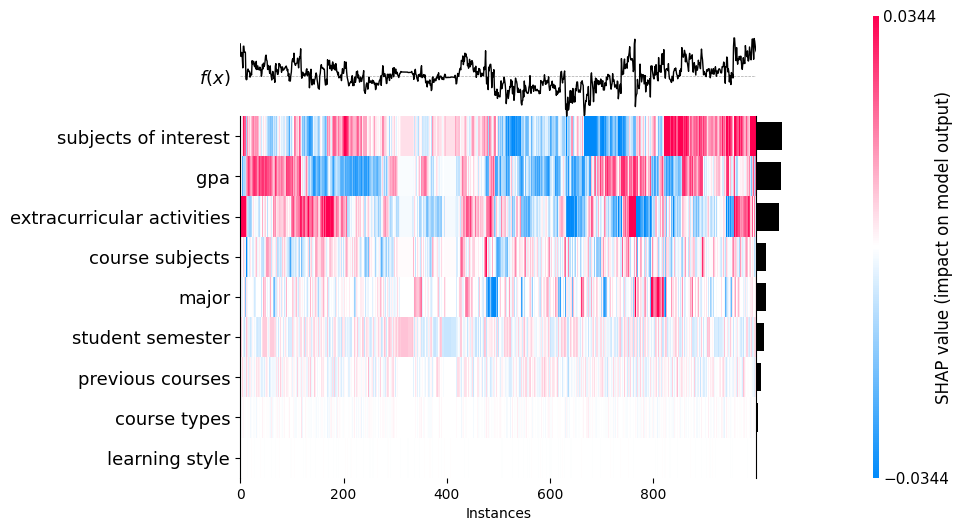 0.0344
f(x)
subjects of interest
gpa
extracurricular activities
course subjects
major
student semester
previous courses
course types
learning style
SHAP value (impact on model output)
−0.0344
0 200 400 600 800
Instances